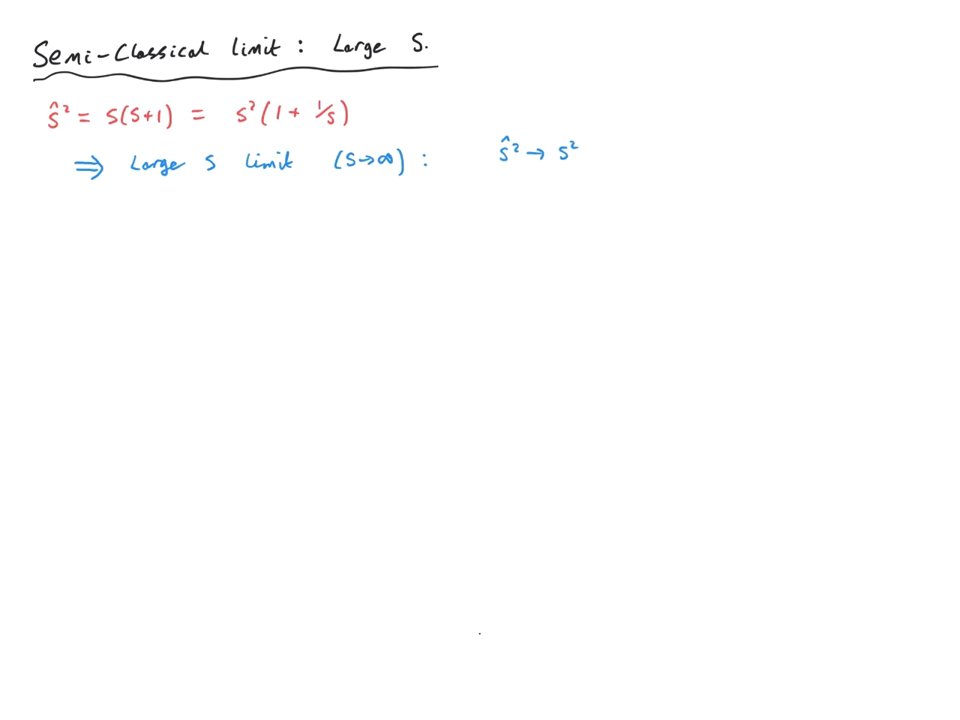 Semi-Classical limit : Large S.
Ŝ² = S(S+1) = S²(1 + 1/S)
⇒ Large S limit (S→∞) : Ŝ² → S²